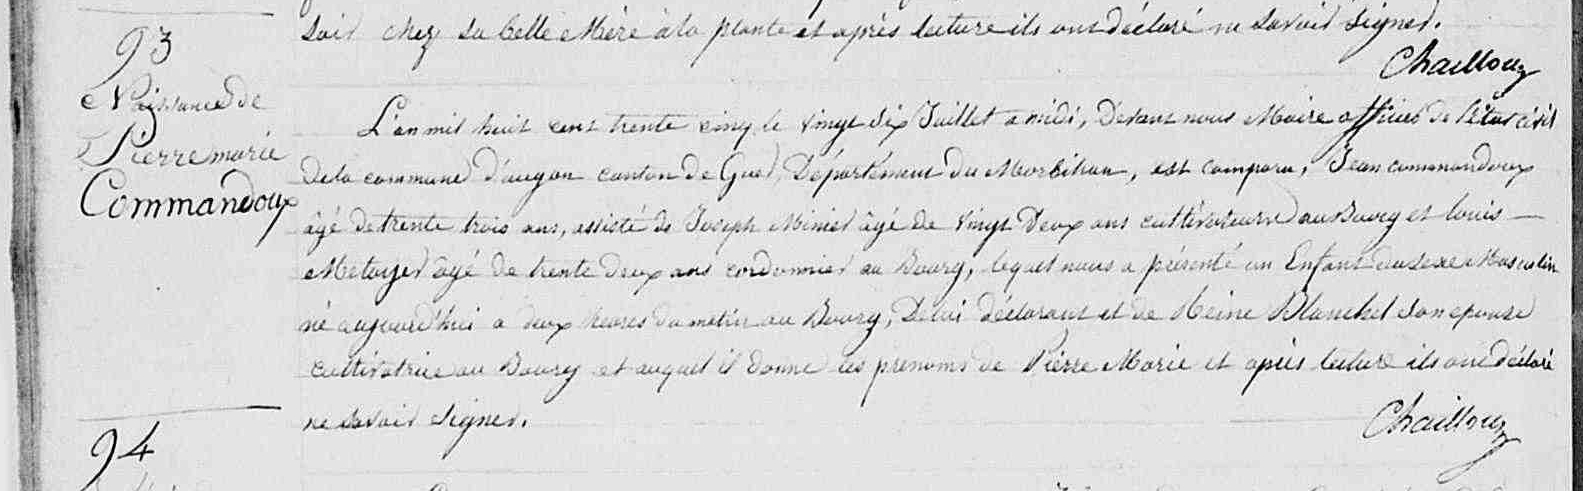 soir chez sa belle Mère à la plante et après lecture ils ont déclaré ne savoir signer.
Chaillou
93
Naissance de
Pierre marie
Commandoux
L'an mil huit cent trente cinq le vingt six Juillet a midi, Devant nous Maire officier de l'état civil
de la commune d'augan canton de Guer, Département du Morbihan, est comparu, Jean commandoux
âgé de trente trois ans, assisté de Joseph Minier âgé de vingt Deux ans cultivateur au Bourg et louis
Metayer âgé de trente deux ans cordonnier au Bourg, lequel nous a présenté un Enfant du sexe Masculin
né aujourd'hui a deux heures du matin au Bourg, De lui déclarant et de Reine Blanchet son epouse
cultivatrice au Bourg et auquel il donne les prenoms de Pierre Marie et après lecture ils ont déclaré
ne savoir signer.
Chaillou
94